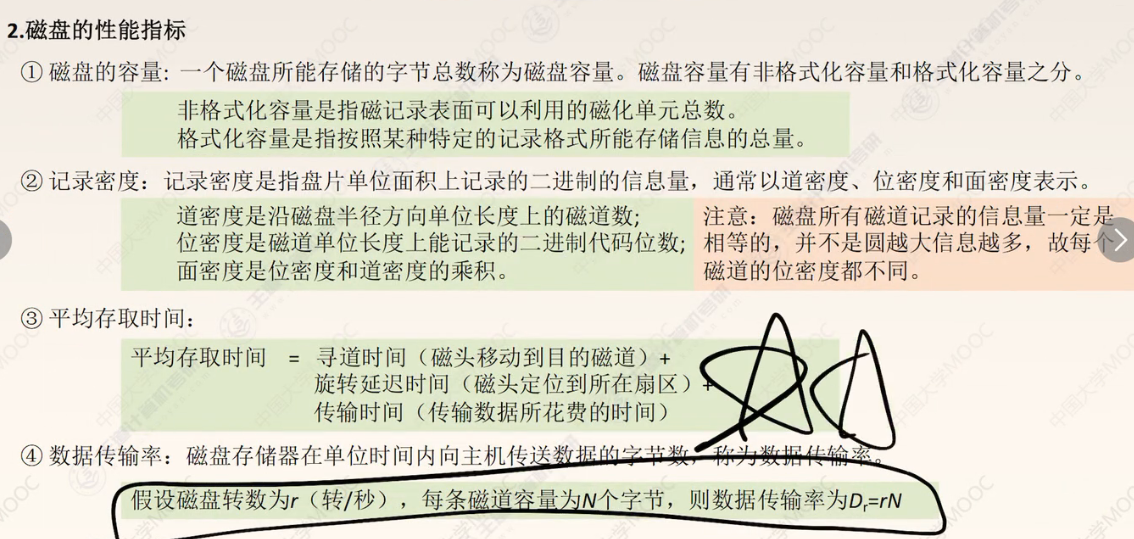 2.磁盘的性能指标
① 磁盘的容量: 一个磁盘所能存储的字节总数称为磁盘容量。磁盘容量有非格式化容量和格式化容量之分。
非格式化容量是指磁记录表面可以利用的磁化单元总数。
格式化容量是指按照某种特定的记录格式所能存储信息的总量。
② 记录密度：记录密度是指盘片单位面积上记录的二进制的信息量，通常以道密度、位密度和面密度表示。
道密度是沿磁盘半径方向单位长度上的磁道数;
位密度是磁道单位长度上能记录的二进制代码位数;
面密度是位密度和道密度的乘积。
注意：磁盘所有磁道记录的信息量一定是
相等的，并不是圆越大信息越多，故每个
磁道的位密度都不同。
③ 平均存取时间：
平均存取时间 = 寻道时间（磁头移动到目的磁道）+
旋转延迟时间（磁头定位到所在扇区）+
传输时间（传输数据所花费的时间）
④ 数据传输率：磁盘存储器在单位时间内向主机传送数据的字节数，称为数据传输率。
假设磁盘转数为r（转/秒），每条磁道容量为N个字节，则数据传输率为Dr=rN
中国大学MOOC
王道计算机考研